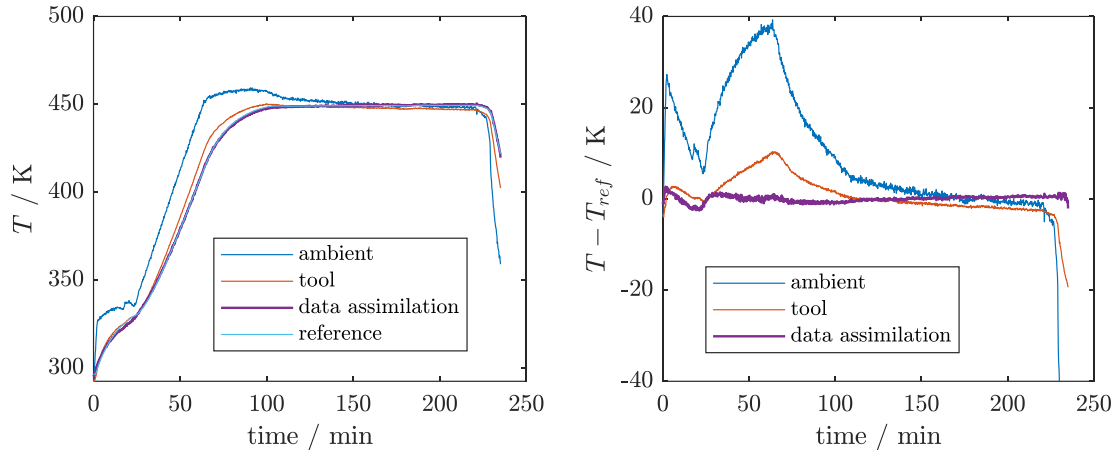 500
450
400
350
300
T / K
0
50
100
150
200
250
time / min
ambient
tool
data assimilation
reference
40
20
0
-20
-40
T − T_ref / K
0
50
100
150
200
250
time / min
ambient
tool
data assimilation